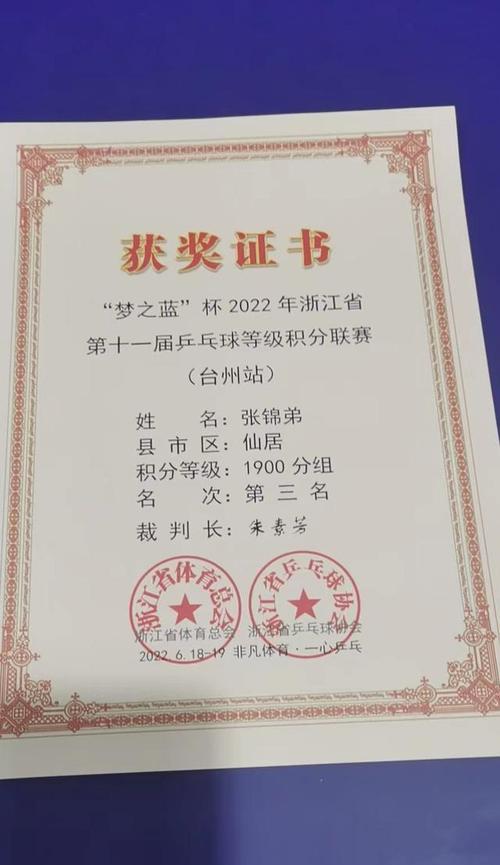 获奖证书
“梦之蓝”杯 2022 年浙江省
第十一届乒乓球等级积分联赛
（台州站）
姓 名：张锦弟
县 市 区：仙居
积分等级：1900 分组
名 次：第 三 名
裁 判 长：朱素芳
浙江省体育总会
浙江省乒乓球协会
浙江省体育总会 浙江省乒乓球协会
2022 6.18-19 非凡体育·一心乒乓